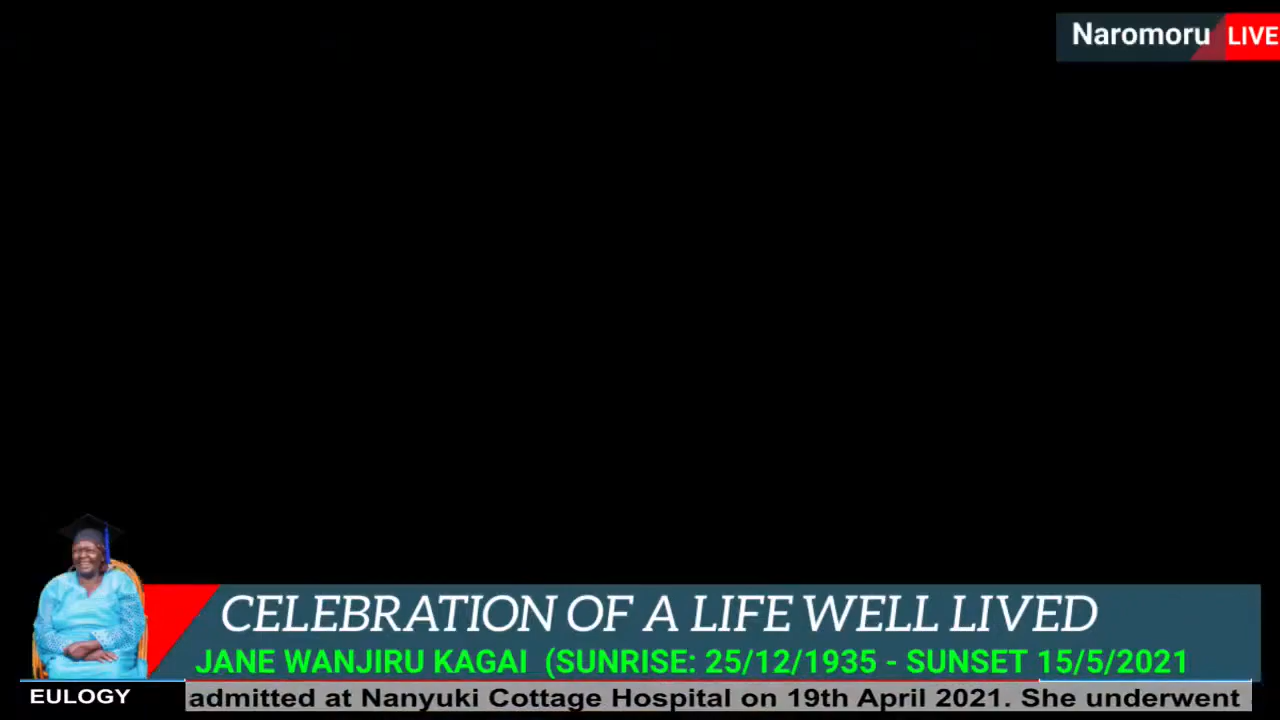 Naromoru LIVE
CELEBRATION OF A LIFE WELL LIVED
JANE WANJIRU KAGAI (SUNRISE: 25/12/1935 - SUNSET 15/5/2021
EULOGY admitted at Nanyuki Cottage Hospital on 19th April 2021. She underwent